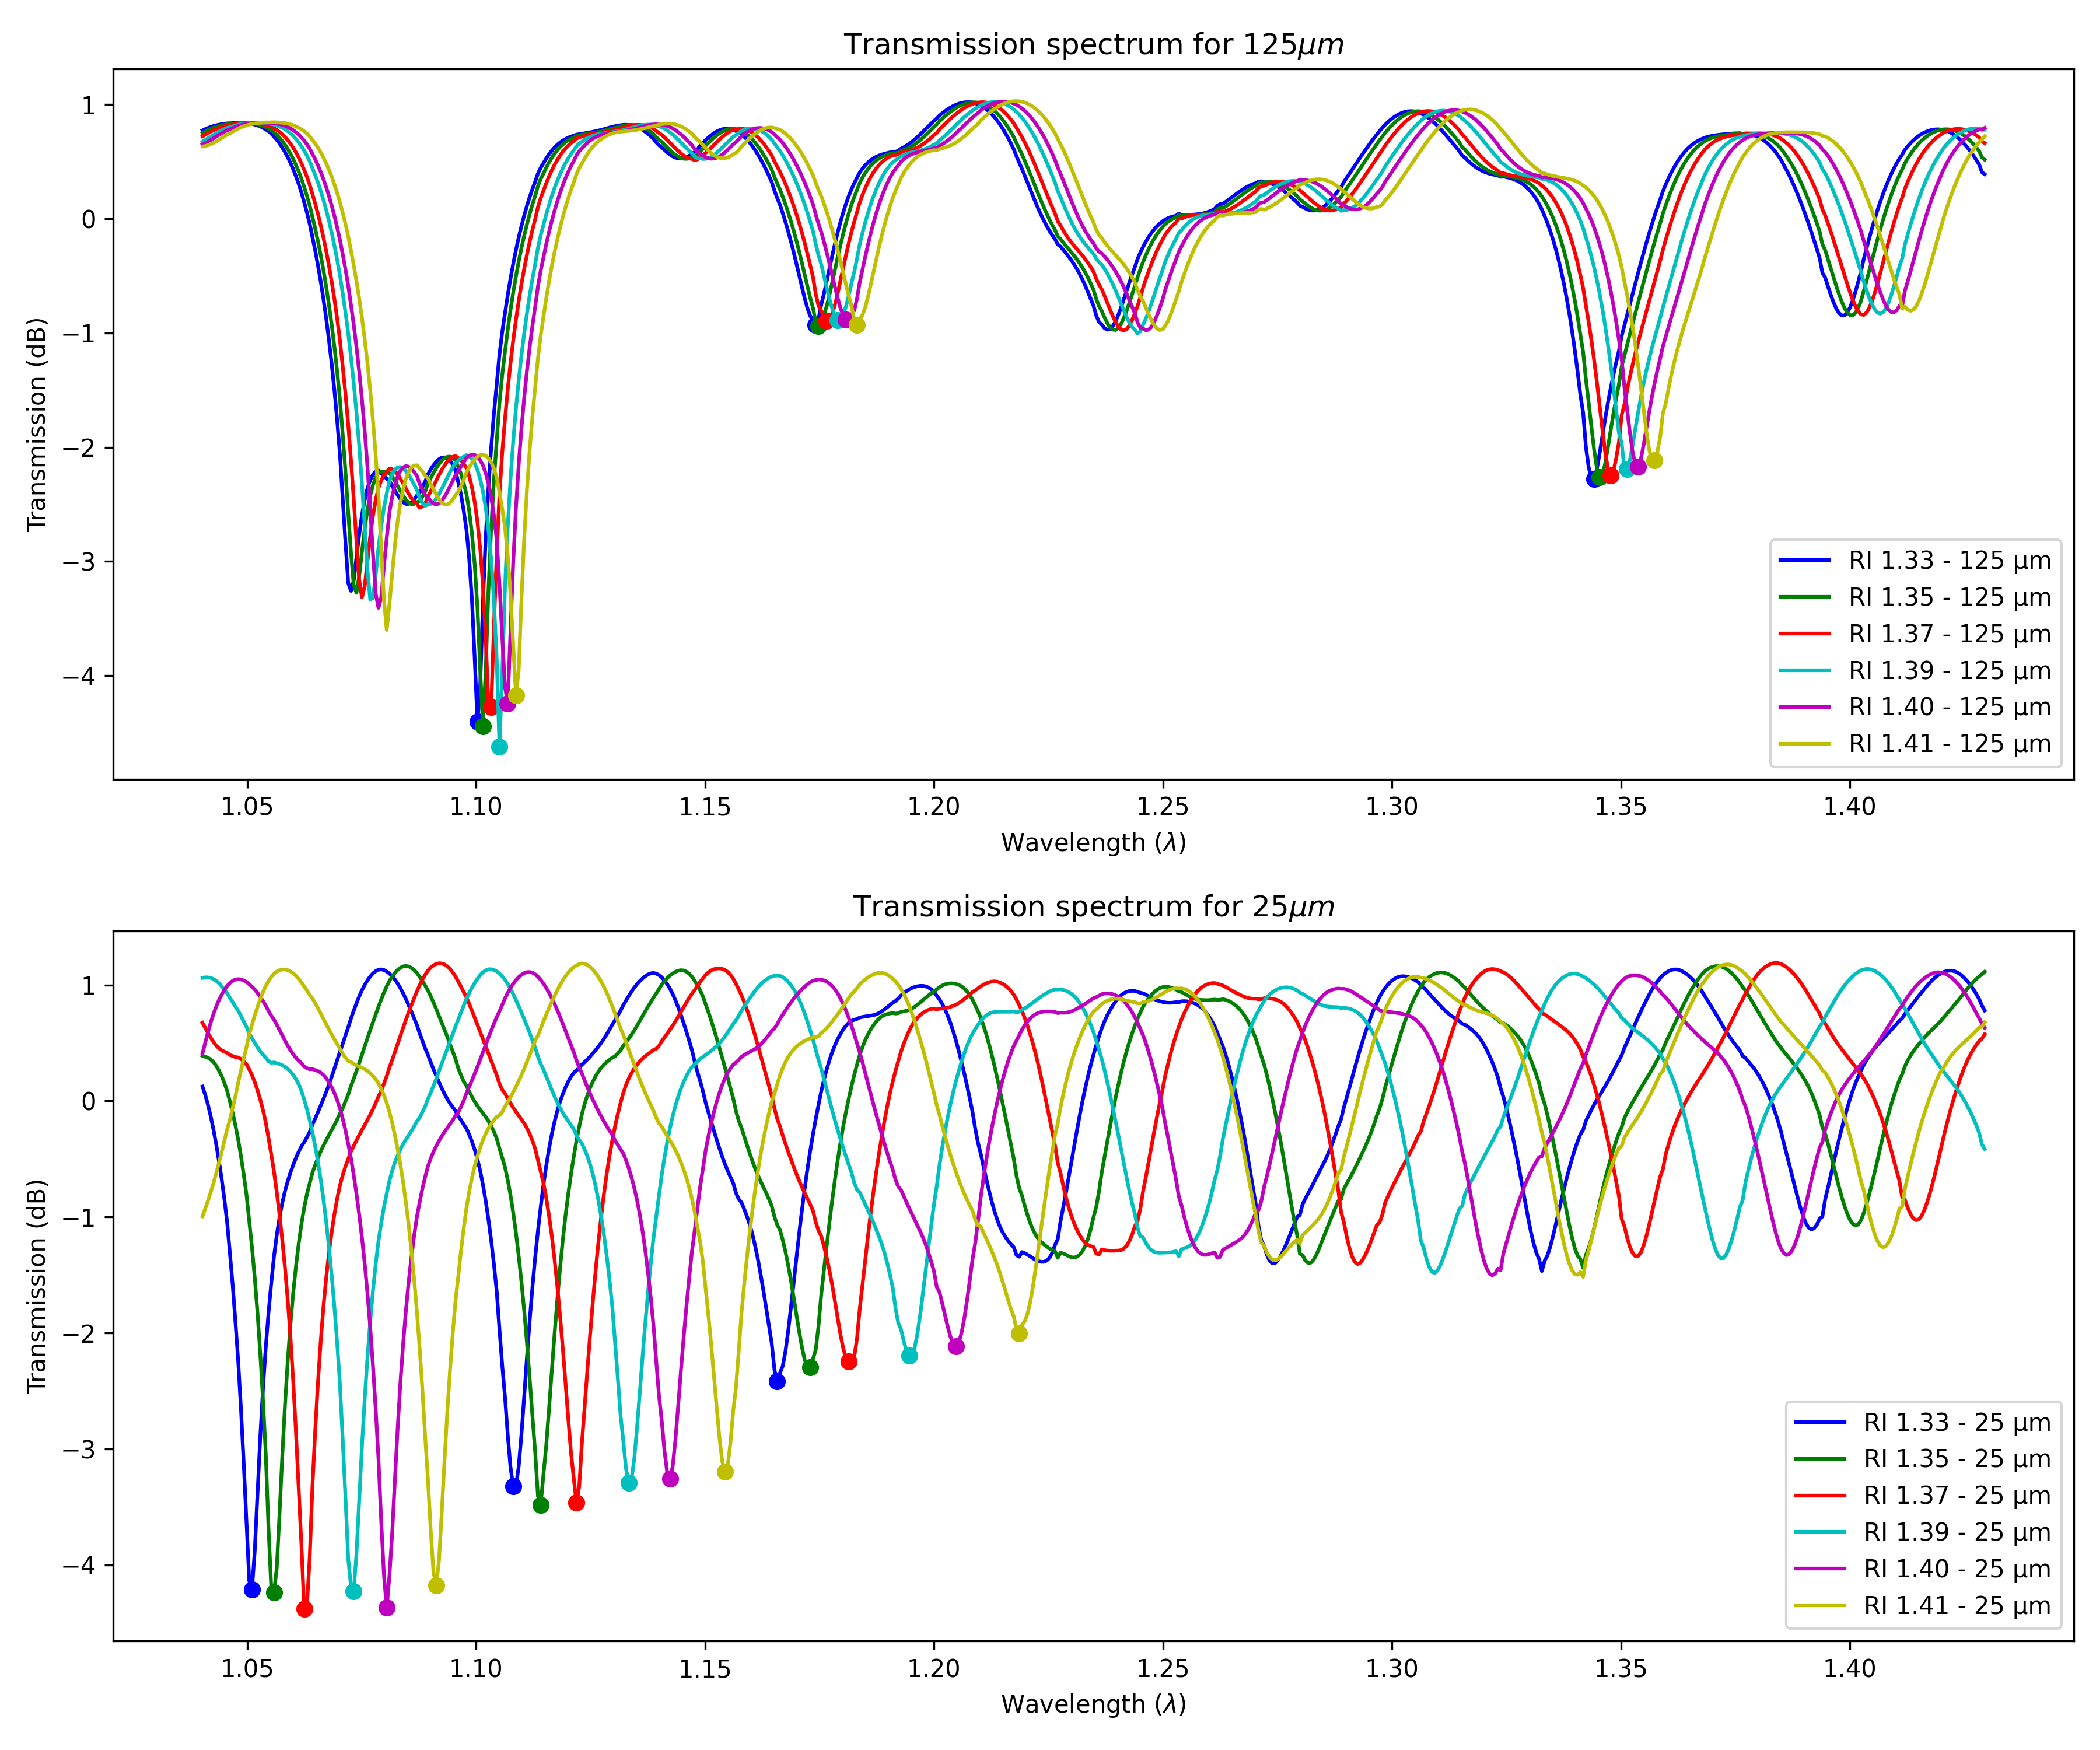 Transmission spectrum for 125μm
Transmission (dB)
1
0
−1
−2
−3
−4
1.05 1.10 1.15 1.20 1.25 1.30 1.35 1.40
Wavelength (λ)
RI 1.33 - 125 μm
RI 1.35 - 125 μm
RI 1.37 - 125 μm
RI 1.39 - 125 μm
RI 1.40 - 125 μm
RI 1.41 - 125 μm
Transmission spectrum for 25μm
Transmission (dB)
1
0
−1
−2
−3
−4
1.05 1.10 1.15 1.20 1.25 1.30 1.35 1.40
Wavelength (λ)
RI 1.33 - 25 μm
RI 1.35 - 25 μm
RI 1.37 - 25 μm
RI 1.39 - 25 μm
RI 1.40 - 25 μm
RI 1.41 - 25 μm